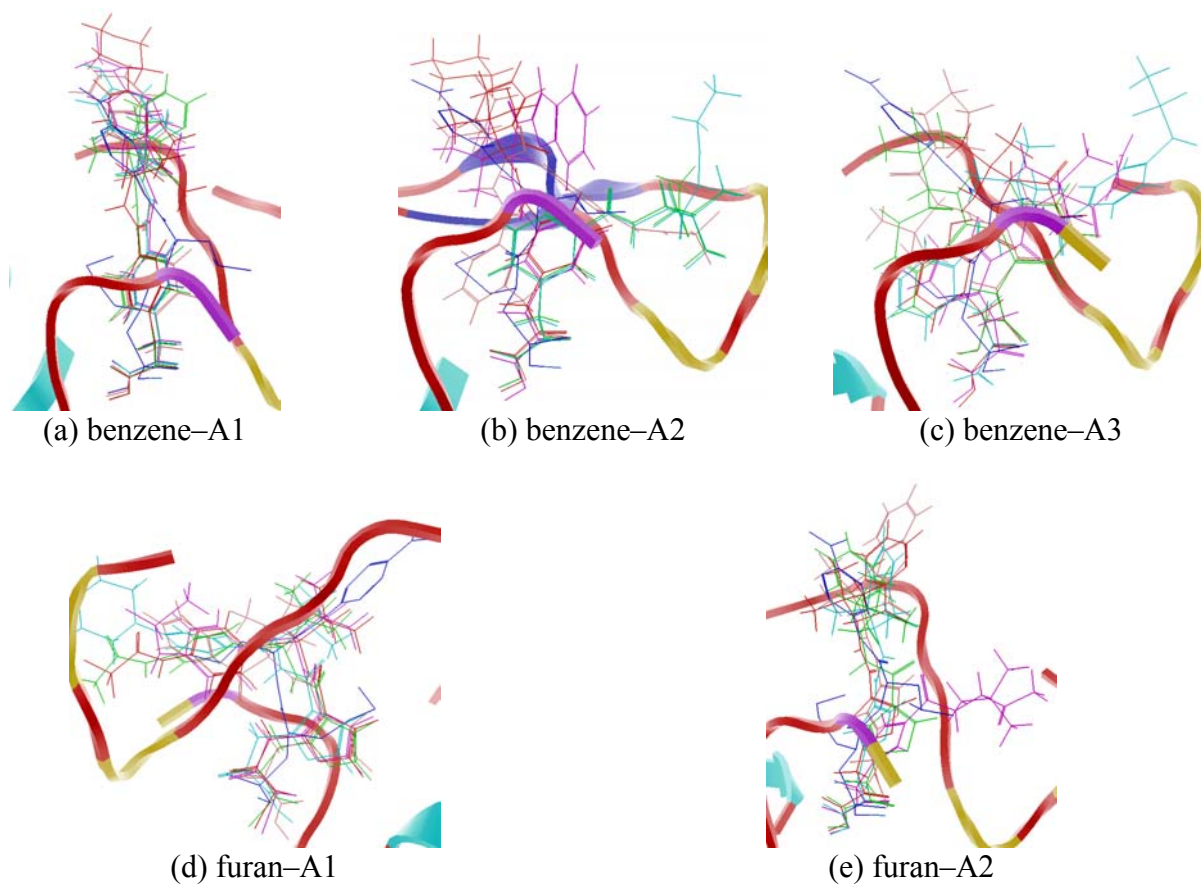 (a) benzene–A1
(b) benzene–A2
(c) benzene–A3
(d) furan–A1
(e) furan–A2